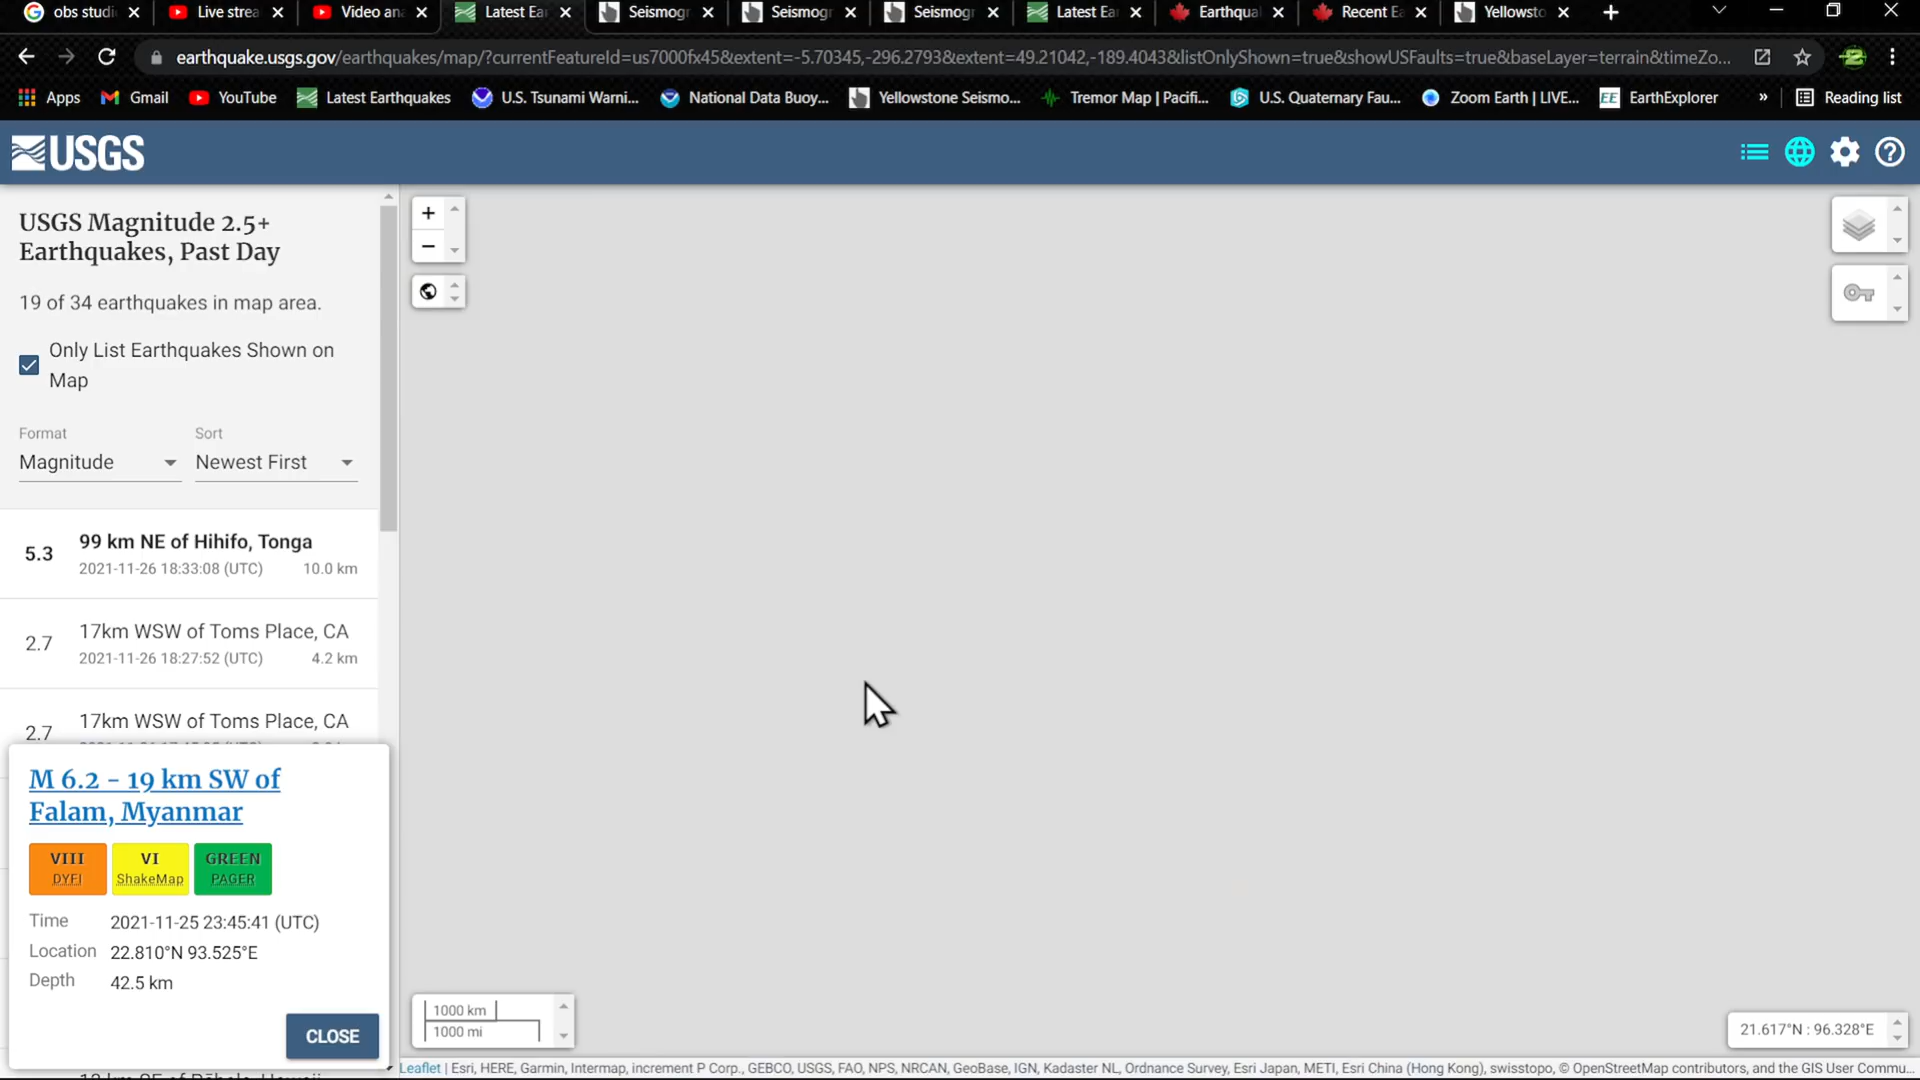 obs studi
Live strea
Video an
Latest Ea
Seismogr
Seismogr
Seismogr
Latest Ea
Earthqual
Recent Ea
Yellowsto
earthquake.usgs.gov/earthquakes/map/?currentFeatureId=us7000fx45&extent=-5.70345,-296.2793&extent=49.21042,-189.4043&listOnlyShown=true&showUSFaults=true&baseLayer=terrain&timeZo...
Apps
Gmail
YouTube
Latest Earthquakes
U.S. Tsunami Warni...
National Data Buoy...
Yellowstone Seismo...
Tremor Map | Pacifi...
U.S. Quaternary Fau...
Zoom Earth | LIVE...
EE EarthExplorer
»
Reading list
USGS
USGS Magnitude 2.5+
Earthquakes, Past Day
19 of 34 earthquakes in map area.
Only List Earthquakes Shown on
Map
Format
Sort
Magnitude
Newest First
5.3
99 km NE of Hihifo, Tonga
2021-11-26 18:33:08 (UTC) 10.0 km
2.7
17km WSW of Toms Place, CA
2021-11-26 18:27:52 (UTC) 4.2 km
2.7
17km WSW of Toms Place, CA
M 6.2 - 19 km SW of
Falam, Myanmar
VIII
DYFI
VI
ShakeMap
GREEN
PAGER
Time 2021-11-25 23:45:41 (UTC)
Location 22.810°N 93.525°E
Depth 42.5 km
CLOSE
+
−
1000 km
1000 mi
21.617°N : 96.328°E
Leaflet | Esri, HERE, Garmin, Intermap, increment P Corp., GEBCO, USGS, FAO, NPS, NRCAN, GeoBase, IGN, Kadaster NL, Ordnance Survey, Esri Japan, METI, Esri China (Hong Kong), swisstopo, © OpenStreetMap contributors, and the GIS User Commu...